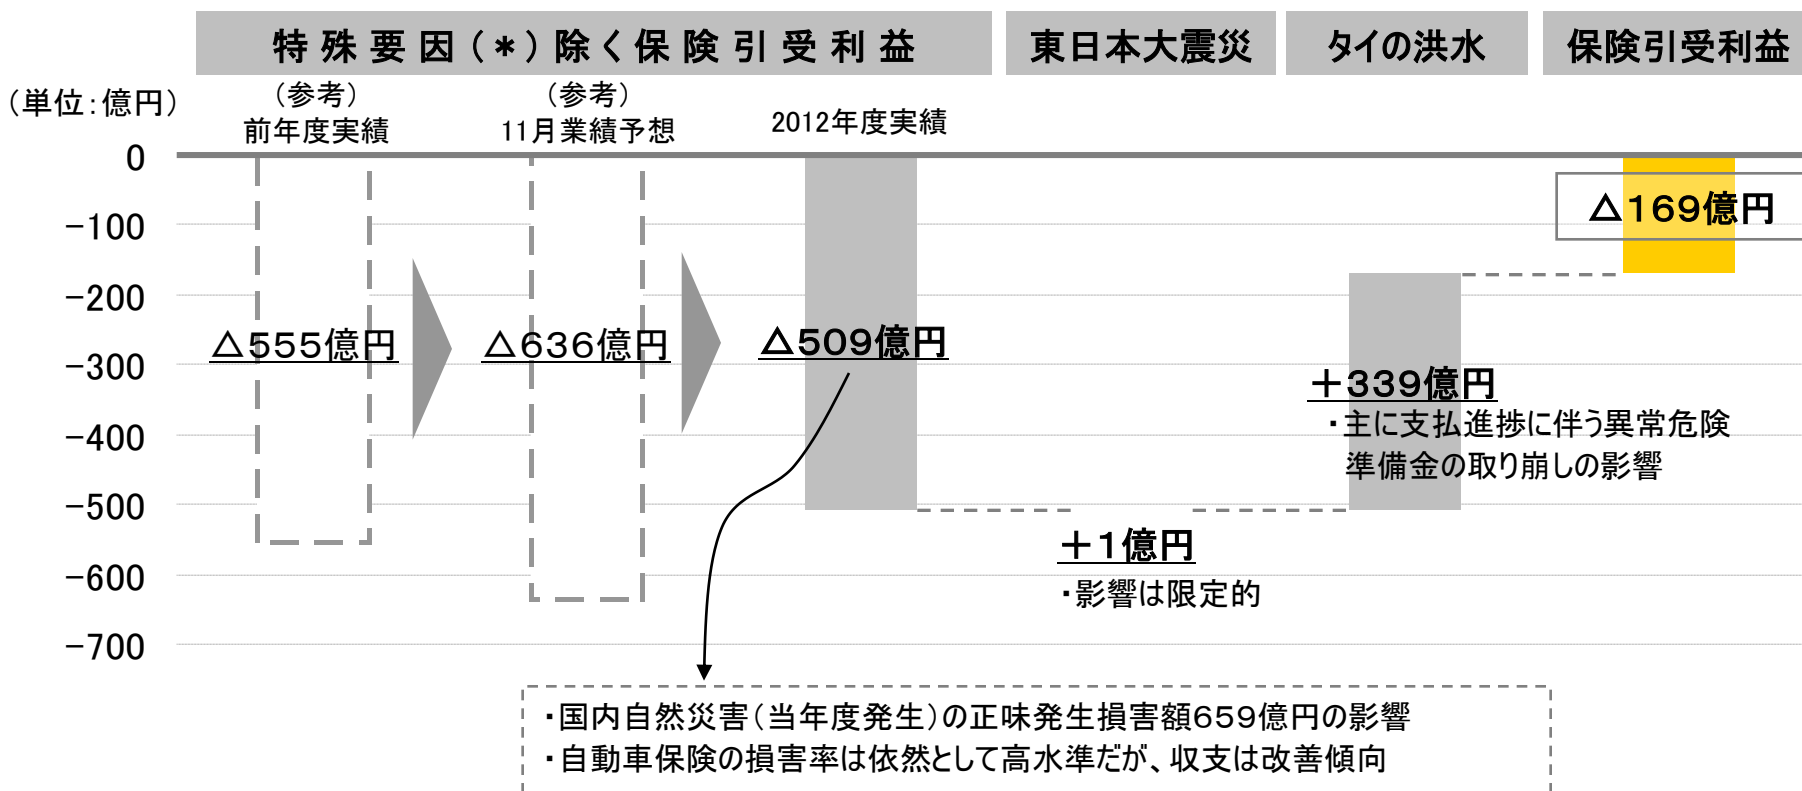 特殊要因(*)除く保険引受利益
東日本大震災
タイの洪水
保険引受利益
(単位:億円)
(参考)
前年度実績
(参考)
11月業績予想
2012年度実績
0
-100
-200
-300
-400
-500
-600
-700
△555億円
△636億円
△509億円
+1億円
・影響は限定的
+339億円
・主に支払進捗に伴う異常危険
準備金の取り崩しの影響
△169億円
・国内自然災害(当年度発生)の正味発生損害額659億円の影響
・自動車保険の損害率は依然として高水準だが、収支は改善傾向